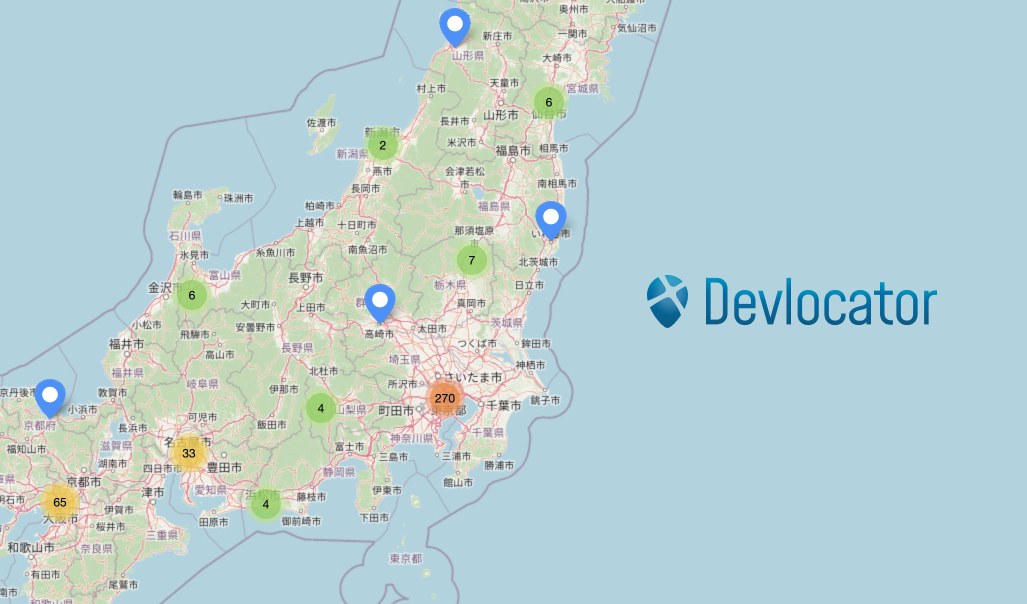 奥州市
気仙沼市
一関市
新庄市
大崎市
山形県
天童市
宮城県
村上市
6
仙台市
山形市
長井市
佐渡市
新潟市
2
米沢市
福島市
相馬市
新潟県
燕市
会津若松
市
南相馬市
長岡市
輪島市
珠洲市
柏崎市
福島県
上越市
十日町市
那須塩原
市
いわき市
石川県
氷見市
糸魚川市
南魚沼市
7
北茨城市
富山県
長野市
栃木県
日立市
金沢市
6
大町市
上田市
真岡市
高崎市
太田市
茨城県
小松市
飛騨市
安曇野市
Devlocator
福井市
高山市
長野県
つくば市
鉾田市
埼玉県
神栖市
福井県
岐阜県
北杜市
所沢市
さいたま市
京丹後市
敦賀市
伊那市
270
銚子市
小浜市
4
山梨県
町田市
東京都
千葉市
京都府
長浜市
可児市
飯田市
神奈川県
千葉県
福知山市
滋賀県
名古屋市
33
富士市
三島市
三浦市
湖南市
四日市市
豊田市
静岡県
勝浦市
京都市
館山市
明石市
65
津市
愛知県
浜松市
4
藤枝市
伊東市
大阪市
伊賀市
田原市
御前崎市
下田市
桜井市
三重県
和歌山市
奈良県
東京都
有田市
尾鷲市
和歌山県